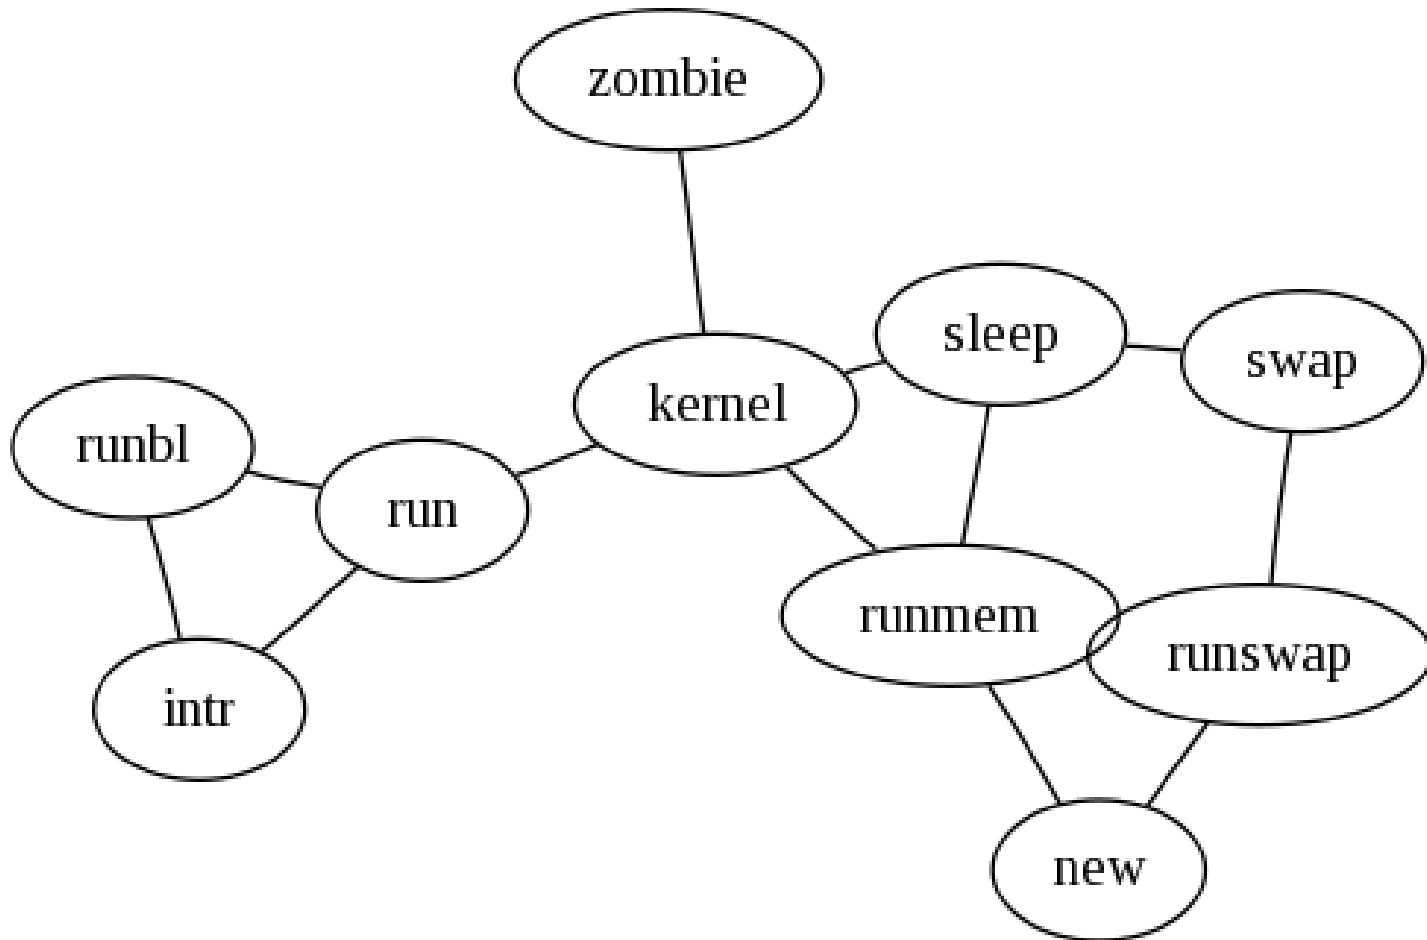 zombie
sleep
swap
kernel
runbl
run
runmem
runswap
intr
new